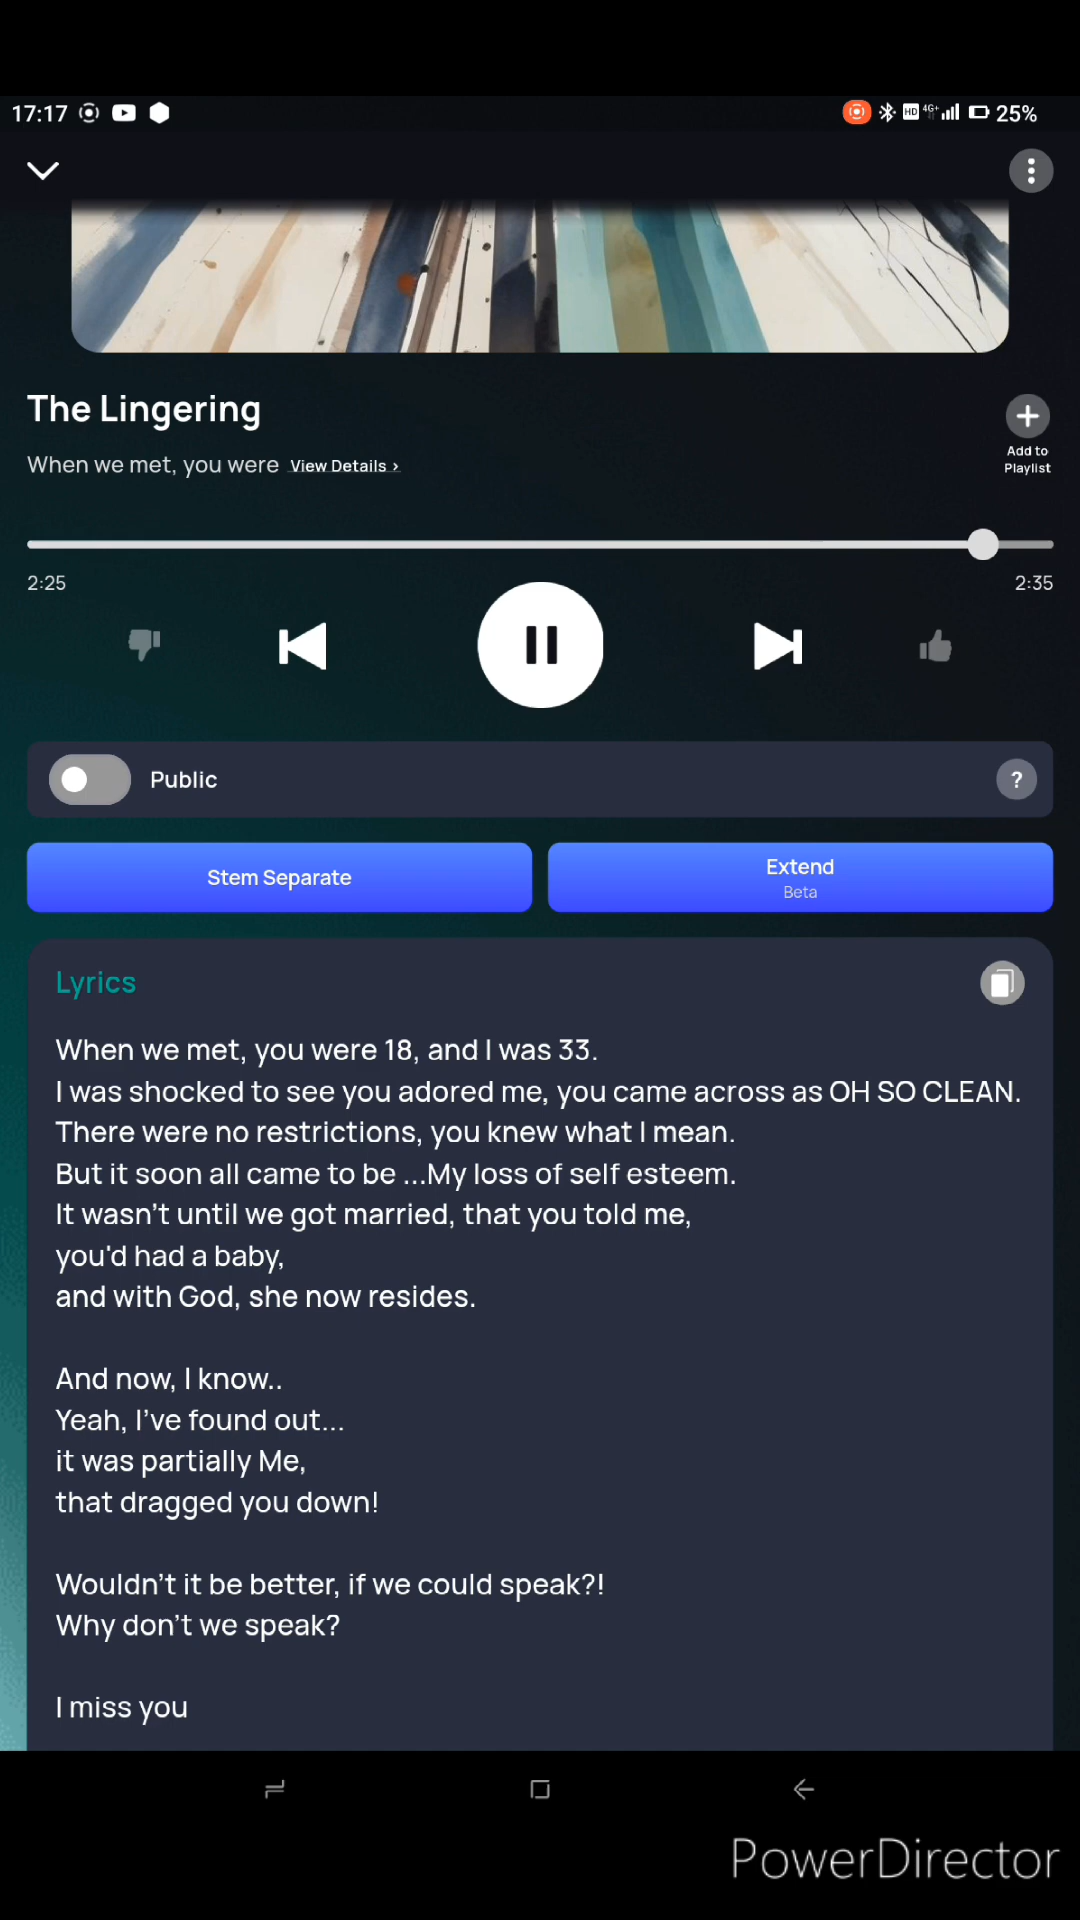 17:17
HD 4G+ 25%
The Lingering
When we met, you were View Details >
Add to
Playlist
2:25
2:35
Public
?
Stem Separate
Extend
Beta
Lyrics
When we met, you were 18, and I was 33.
I was shocked to see you adored me, you came across as OH SO CLEAN.
There were no restrictions, you knew what I mean.
But it soon all came to be ...My loss of self esteem.
It wasn't until we got married, that you told me,
you'd had a baby,
and with God, she now resides.
And now, I know..
Yeah, I've found out...
it was partially Me,
that dragged you down!
Wouldn't it be better, if we could speak?!
Why don't we speak?
I miss you
PowerDirector